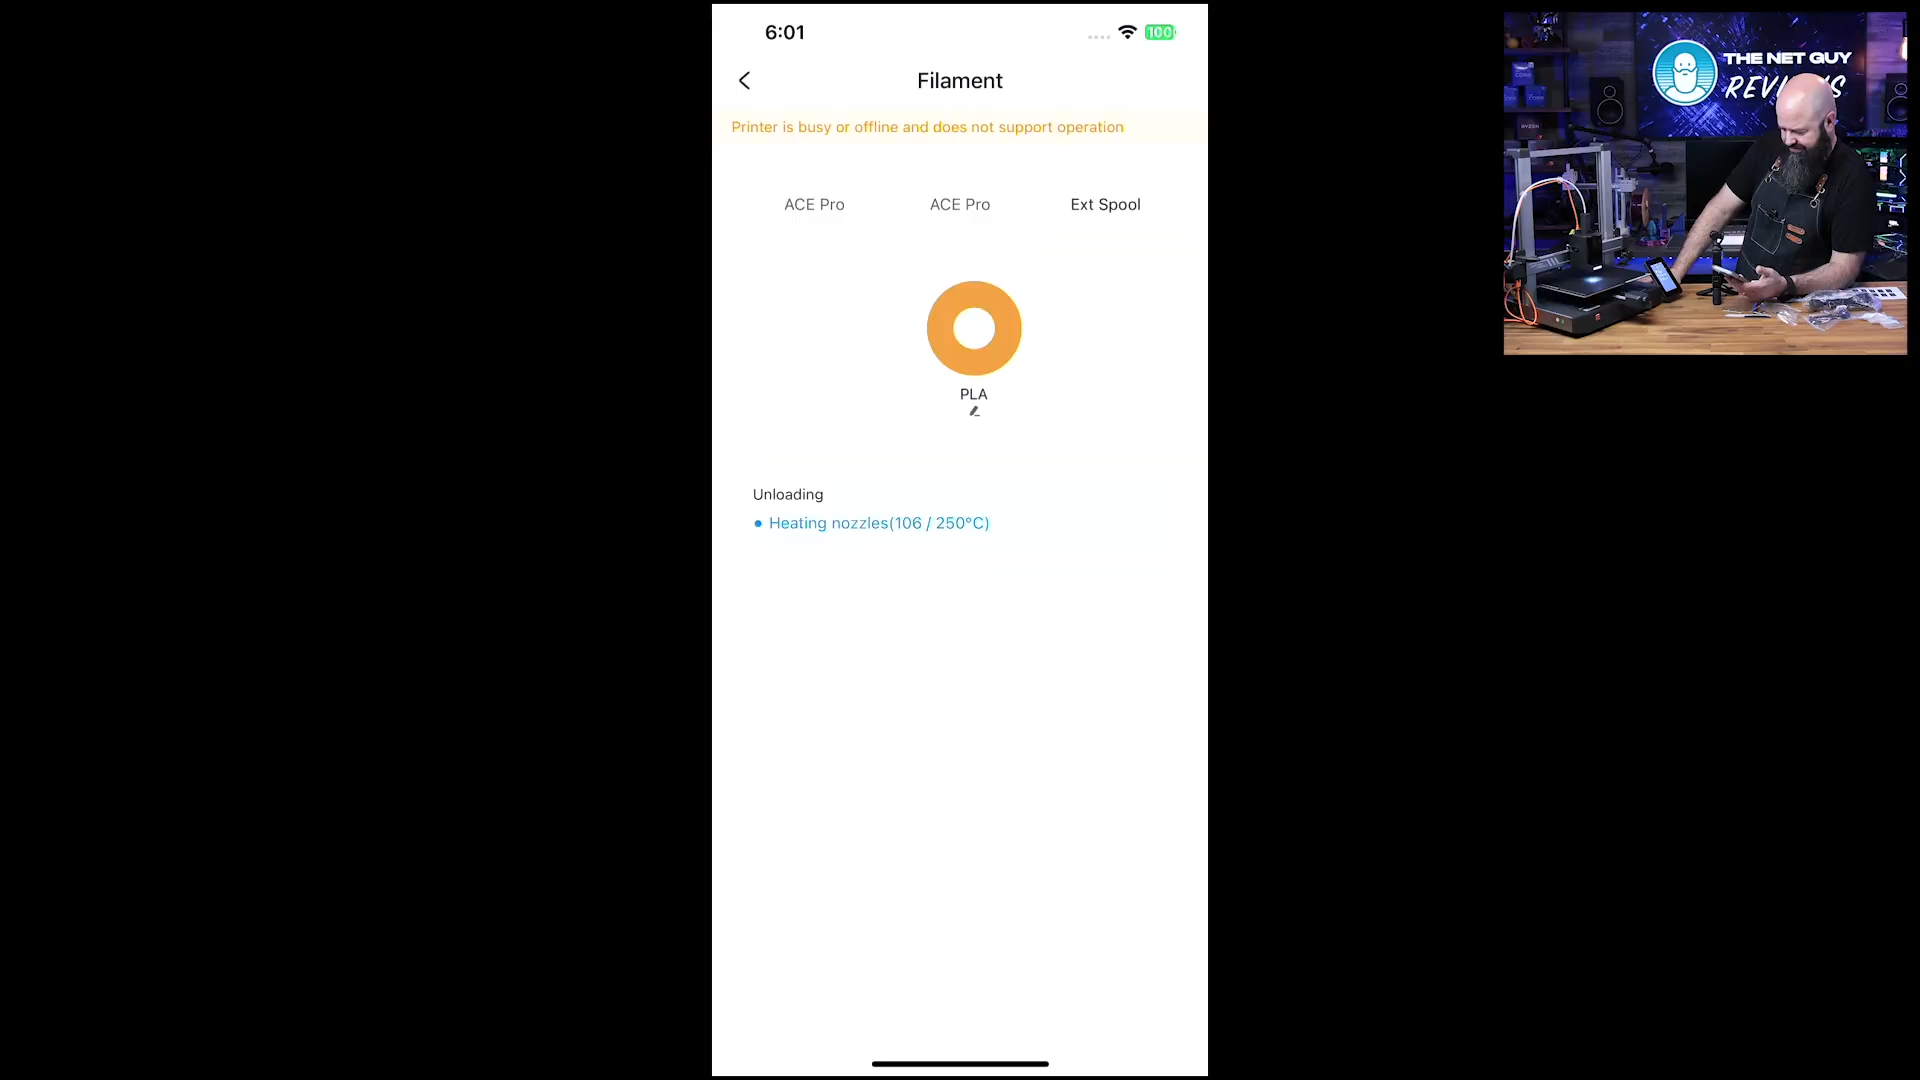 6:01
100
Filament
Printer is busy or offline and does not support operation
ACE Pro
ACE Pro
Ext Spool
PLA
Unloading
Heating nozzles(106 / 250°C)
THE NET GUY